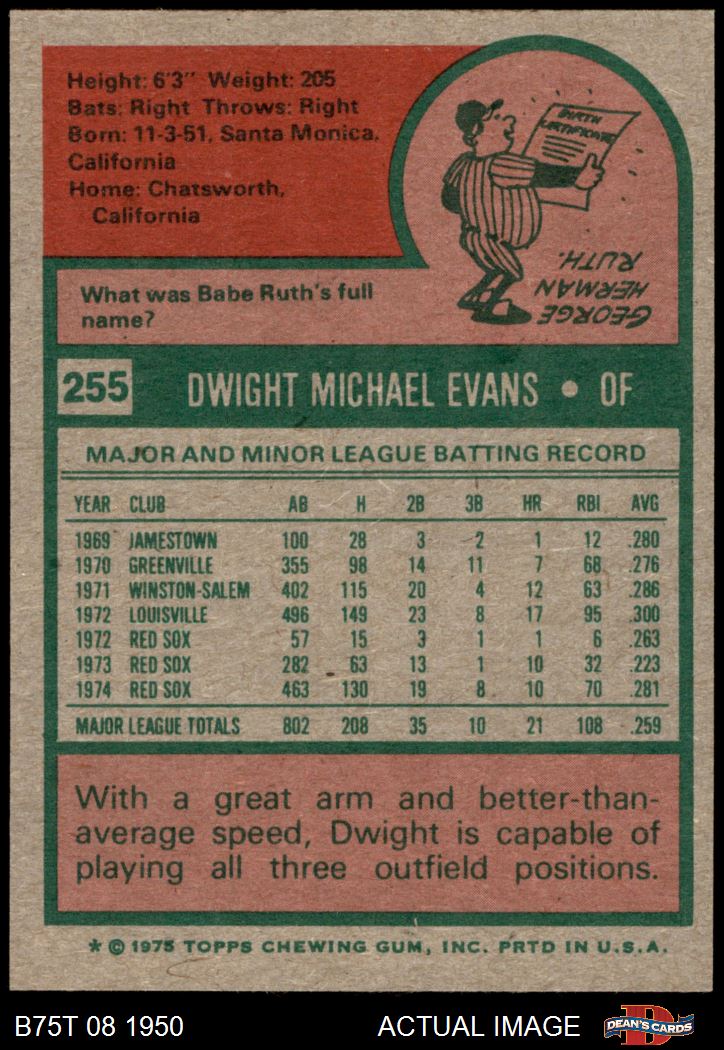 Height: 6'3" Weight: 205
Bats: Right Throws: Right
Born: 11-3-51, Santa Monica,
California
Home: Chatsworth,
California
BIRTH
CERTIFICATE
GEORGE
HERMAN
RUTH.
What was Babe Ruth's full
name?
255 DWIGHT MICHAEL EVANS • OF
MAJOR AND MINOR LEAGUE BATTING RECORD
YEAR CLUB AB H 2B 3B HR RBI AVG
1969 JAMESTOWN 100 28 3 2 1 12 .280
1970 GREENVILLE 355 98 14 11 7 68 .276
1971 WINSTON-SALEM 402 115 20 4 12 63 .286
1972 LOUISVILLE 496 149 23 8 17 95 .300
1972 RED SOX 57 15 3 1 1 6 .263
1973 RED SOX 282 63 13 1 10 32 .223
1974 RED SOX 463 130 19 8 10 70 .281
MAJOR LEAGUE TOTALS 802 208 35 10 21 108 .259
With a great arm and better-than-
average speed, Dwight is capable of
playing all three outfield positions.
* © 1975 TOPPS CHEWING GUM, INC. PRTD IN U.S.A.
B75T 08 1950 ACTUAL IMAGE D DEAN'S CARDS